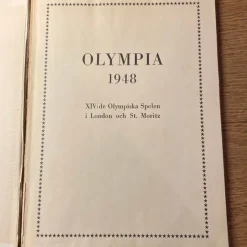 OLYMPIA
1948
XIV:de Olympiska Spelen
i London och St. Moritz